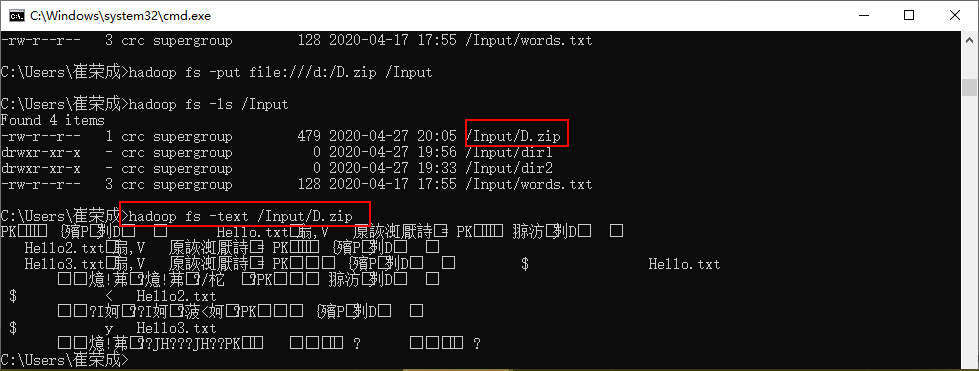 C:\Windows\system32\cmd.exe
-rw-r--r--   3 crc supergroup        128 2020-04-17 17:55 /Input/words.txt
C:\Users\崔荣成>hadoop fs -put file:///d:/D.zip /Input
C:\Users\崔荣成>hadoop fs -ls /Input
Found 4 items
-rw-r--r--   1 crc supergroup        479 2020-04-27 20:05 /Input/D.zip
drwxr-xr-x   - crc supergroup          0 2020-04-27 19:56 /Input/dir1
drwxr-xr-x   - crc supergroup          0 2020-04-27 19:33 /Input/dir2
-rw-r--r--   3 crc supergroup        128 2020-04-17 17:55 /Input/words.txt
C:\Users\崔荣成>hadoop fs -text /Input/D.zip
Hello.txt
Hello2.txt
Hello3.txt
$ Hello.txt
$ < Hello2.txt
$ y Hello3.txt
C:\Users\崔荣成>